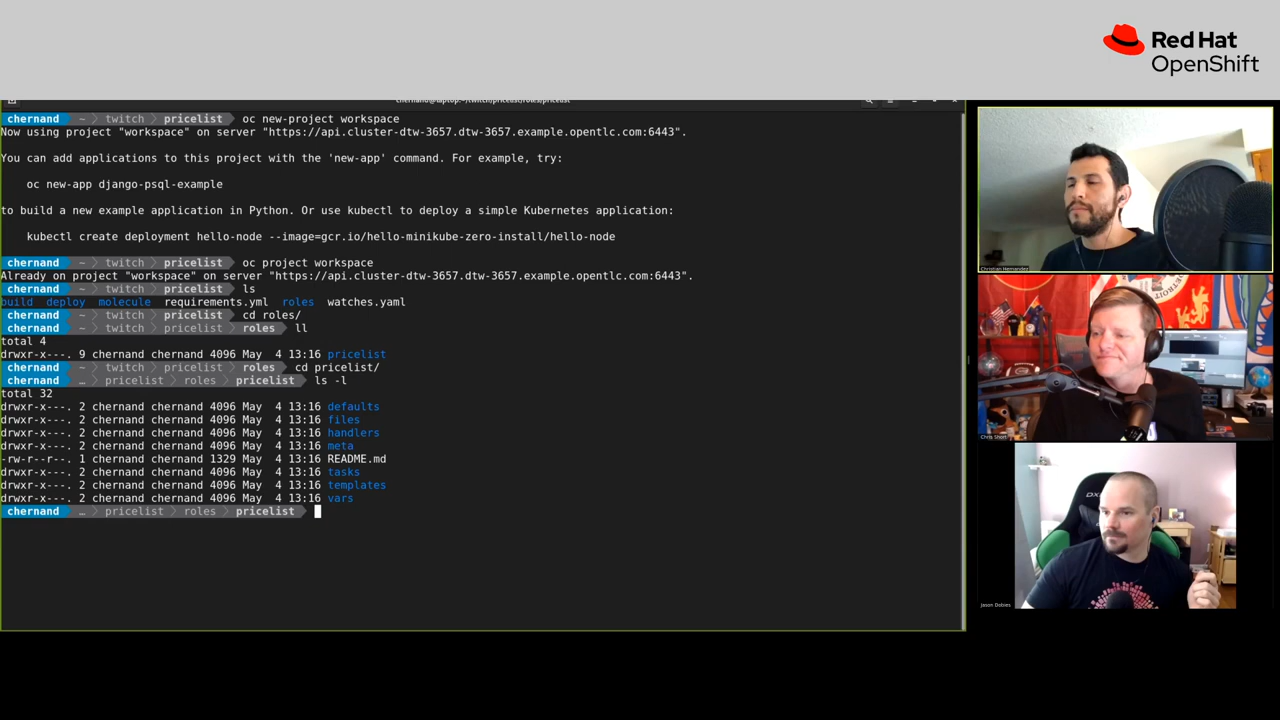 Red Hat
OpenShift
chernand ~ twitch pricelist oc new-project workspace
Now using project "workspace" on server "https://api.cluster-dtw-3657.dtw-3657.example.opentlc.com:6443".
You can add applications to this project with the 'new-app' command. For example, try:
oc new-app django-psql-example
to build a new example application in Python. Or use kubectl to deploy a simple Kubernetes application:
kubectl create deployment hello-node --image=gcr.io/hello-minikube-zero-install/hello-node
chernand ~ twitch pricelist oc project workspace
Already on project "workspace" on server "https://api.cluster-dtw-3657.dtw-3657.example.opentlc.com:6443".
chernand ~ twitch pricelist ls
build deploy molecule requirements.yml roles watches.yaml
chernand ~ twitch pricelist cd roles/
chernand ~ twitch pricelist roles ll
total 4
drwxr-x---. 9 chernand chernand 4096 May 4 13:16 pricelist
chernand ~ twitch pricelist roles cd pricelist/
chernand … pricelist roles pricelist ls -l
total 32
drwxr-x---. 2 chernand chernand 4096 May 4 13:16 defaults
drwxr-x---. 2 chernand chernand 4096 May 4 13:16 files
drwxr-x---. 2 chernand chernand 4096 May 4 13:16 handlers
drwxr-x---. 2 chernand chernand 4096 May 4 13:16 meta
-rw-r--r--. 1 chernand chernand 1329 May 4 13:16 README.md
drwxr-x---. 2 chernand chernand 4096 May 4 13:16 tasks
drwxr-x---. 2 chernand chernand 4096 May 4 13:16 templates
drwxr-x---. 2 chernand chernand 4096 May 4 13:16 vars
chernand … pricelist roles pricelist
Christian Hernandez
Chris Short
DETROIT
Jason Dobies